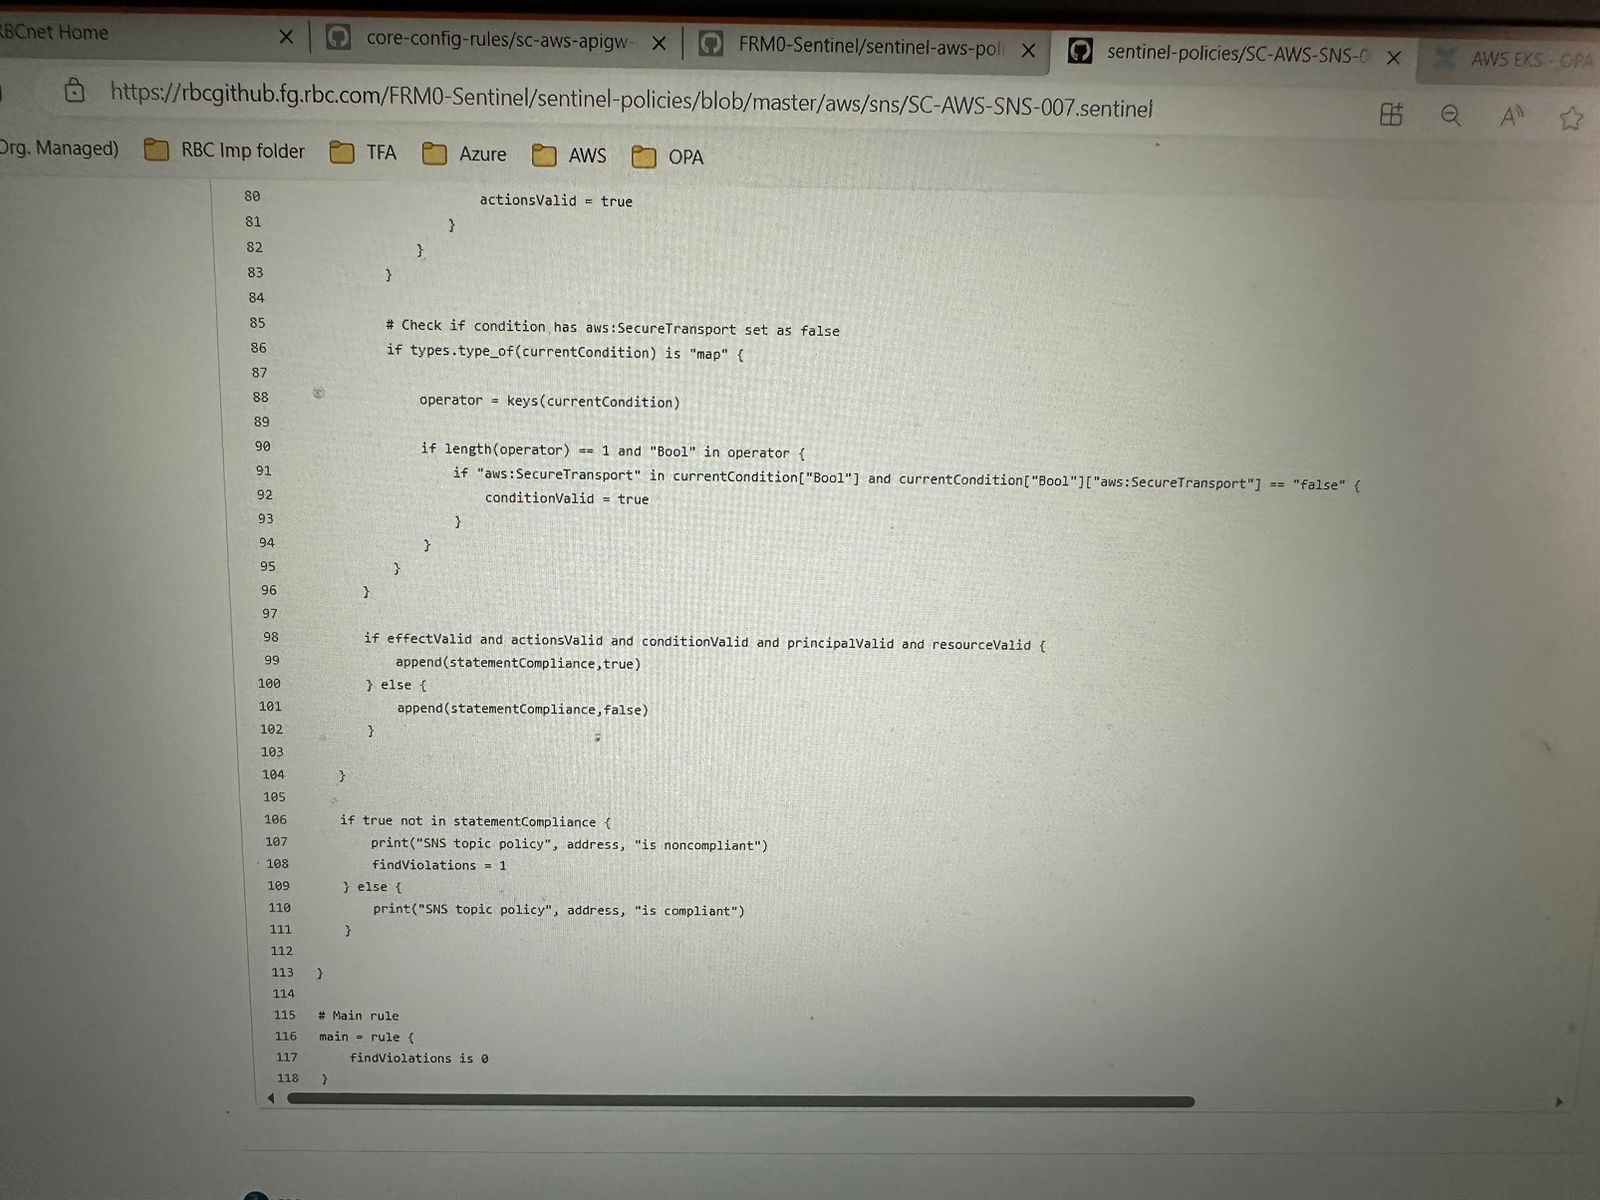 RBCnet Home
core-config-rules/sc-aws-apigw-
FRM0-Sentinel/sentinel-aws-poli
sentinel-policies/SC-AWS-SNS-0
AWS EKS - OPA
https://rbcgithub.fg.rbc.com/FRM0-Sentinel/sentinel-policies/blob/master/aws/sns/SC-AWS-SNS-007.sentinel
Org. Managed) RBC Imp folder TFA Azure AWS OPA
80 actionsValid = true
81 }
82 }
83 }
84
85 # Check if condition has aws:SecureTransport set as false
86 if types.type_of(currentCondition) is "map" {
87
88 operator = keys(currentCondition)
89
90 if length(operator) == 1 and "Bool" in operator {
91 if "aws:SecureTransport" in currentCondition["Bool"] and currentCondition["Bool"]["aws:SecureTransport"] == "false" {
92 conditionValid = true
93 }
94 }
95 }
96 }
97
98 if effectValid and actionsValid and conditionValid and principalValid and resourceValid {
99 append(statementCompliance,true)
100 } else {
101 append(statementCompliance,false)
102 }
103
104 }
105
106 if true not in statementCompliance {
107 print("SNS topic policy", address, "is noncompliant")
108 findViolations = 1
109 } else {
110 print("SNS topic policy", address, "is compliant")
111 }
112
113 }
114
115 # Main rule
116 main = rule {
117 findViolations is 0
118 }